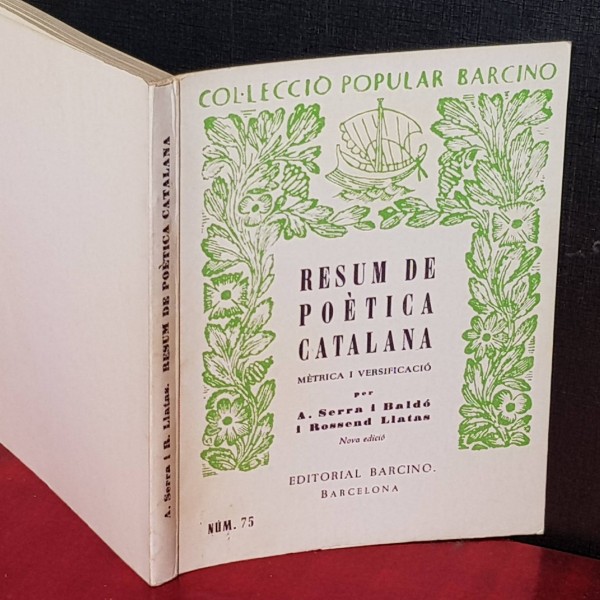 COL·LECCIÓ POPULAR BARCINO
RESUM DE
POÈTICA
CATALANA
MÈTRICA I VERSIFICACIÓ
per
A. Serra i Baldó
i Rossend Llatas
Nova edició
EDITORIAL BARCINO.
BARCELONA
NÚM. 75
A. Serra i R. Llatas. RESUM DE POÈTICA CATALANA